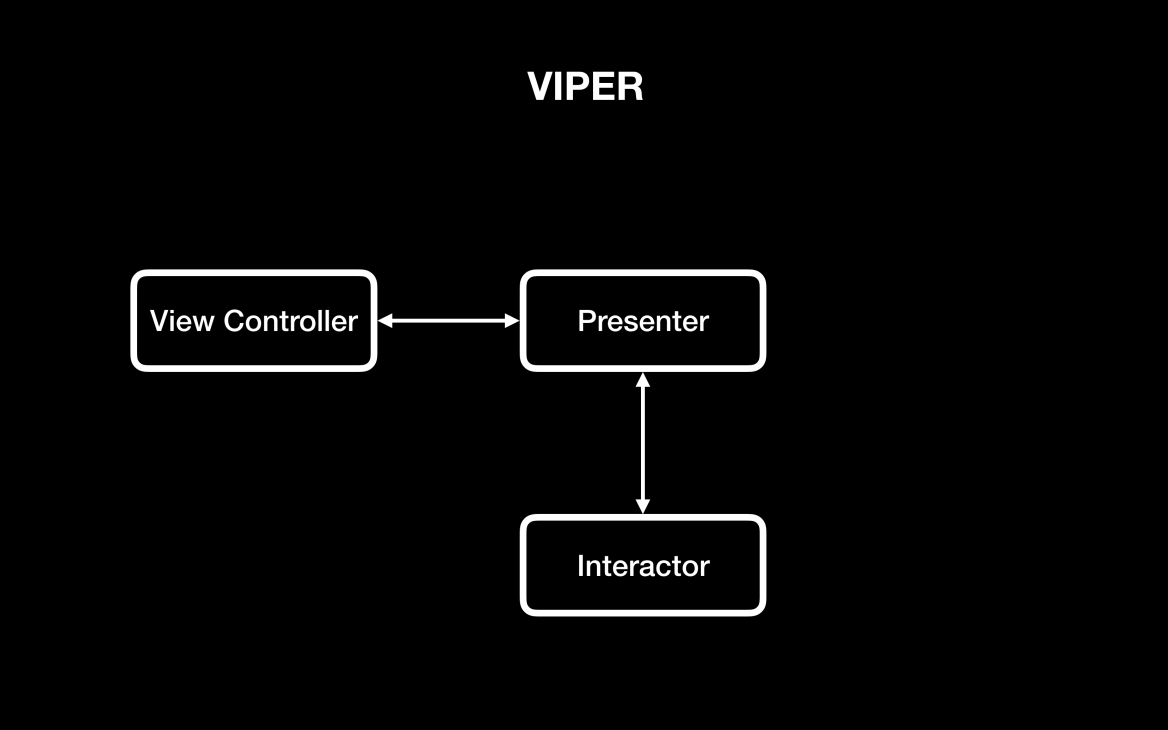 VIPER
View Controller
Presenter
Interactor